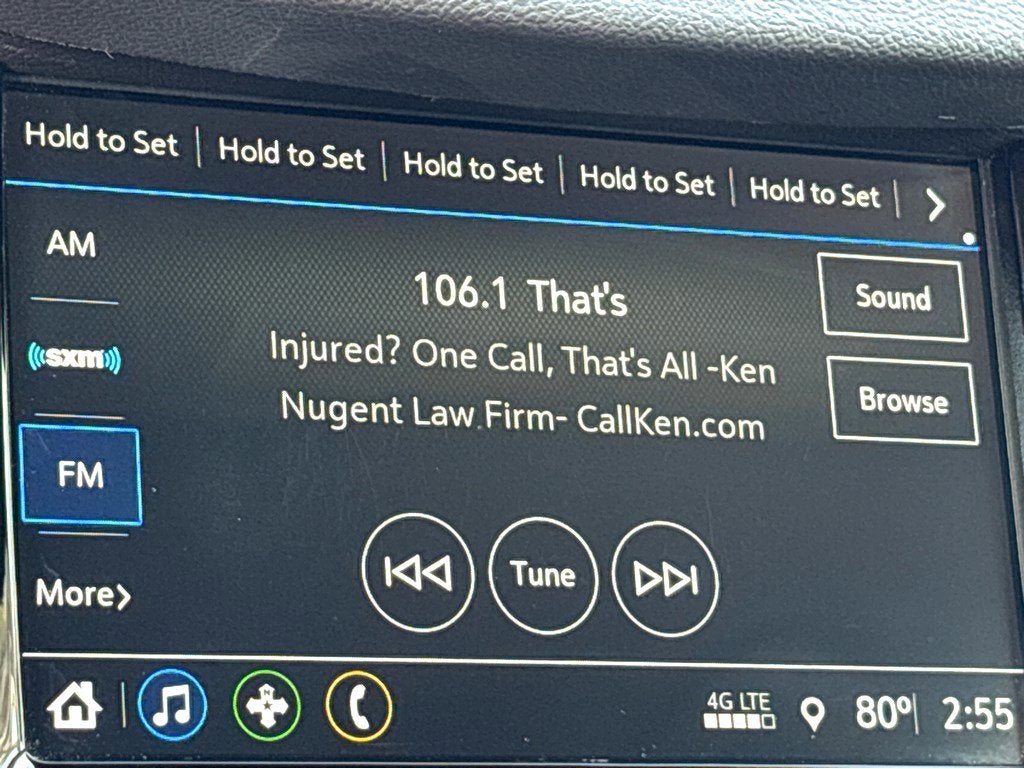 Hold to Set | Hold to Set | Hold to Set | Hold to Set | Hold to Set
AM
106.1 That's
Sound
sxm
Injured? One Call, That's All -Ken
Nugent Law Firm- CallKen.com
Browse
FM
Tune
More>
N
4G LTE
80° 2:55